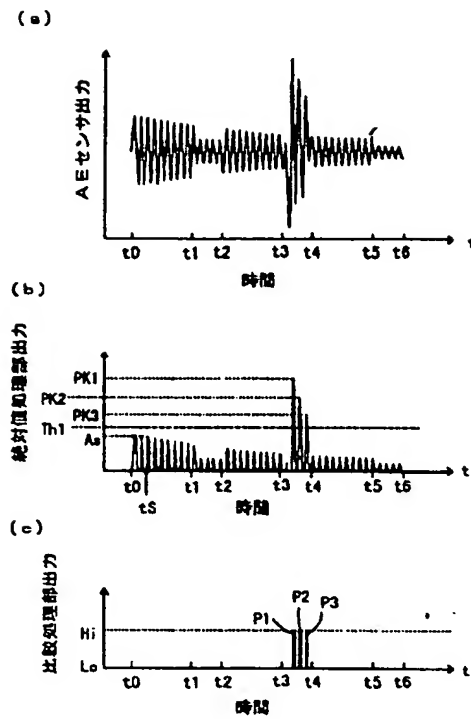 (a)
AEセンサ出力
t0 t1 t2 t3 t4 t5 t6 t
時間
(b)
絶対値処理部出力
PK1
PK2
PK3
Th1
As
t0 t1 t2 t3 t4 t5 t6 t
tS
時間
(c)
比較処理部出力
P1 P2 P3
Hi
Lo
t0 t1 t2 t3 t4 t5 t6 t
時間